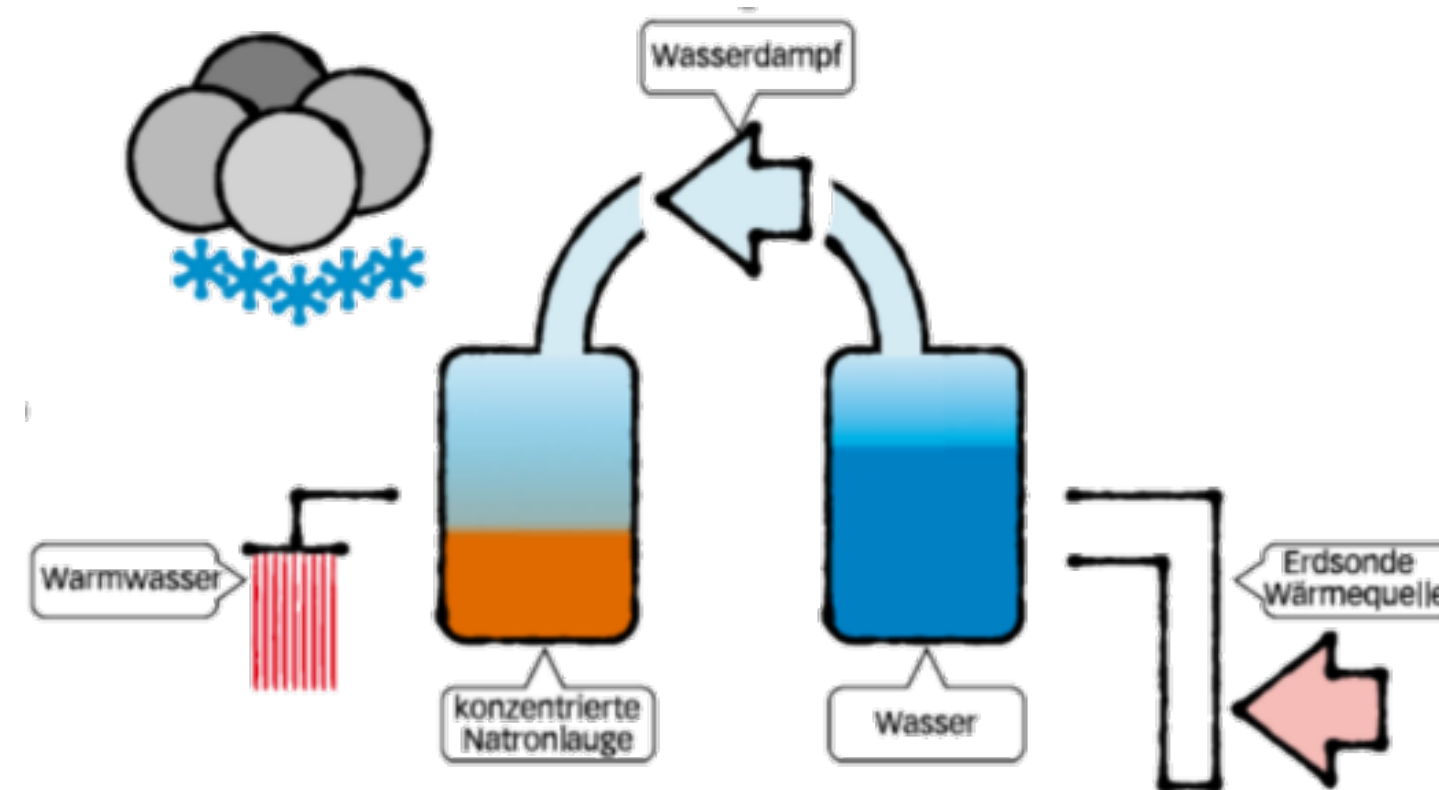 Wasserdampf
Warmwasser
Erdsonde
Wärmequelle
konzentrierte
Natronlauge
Wasser